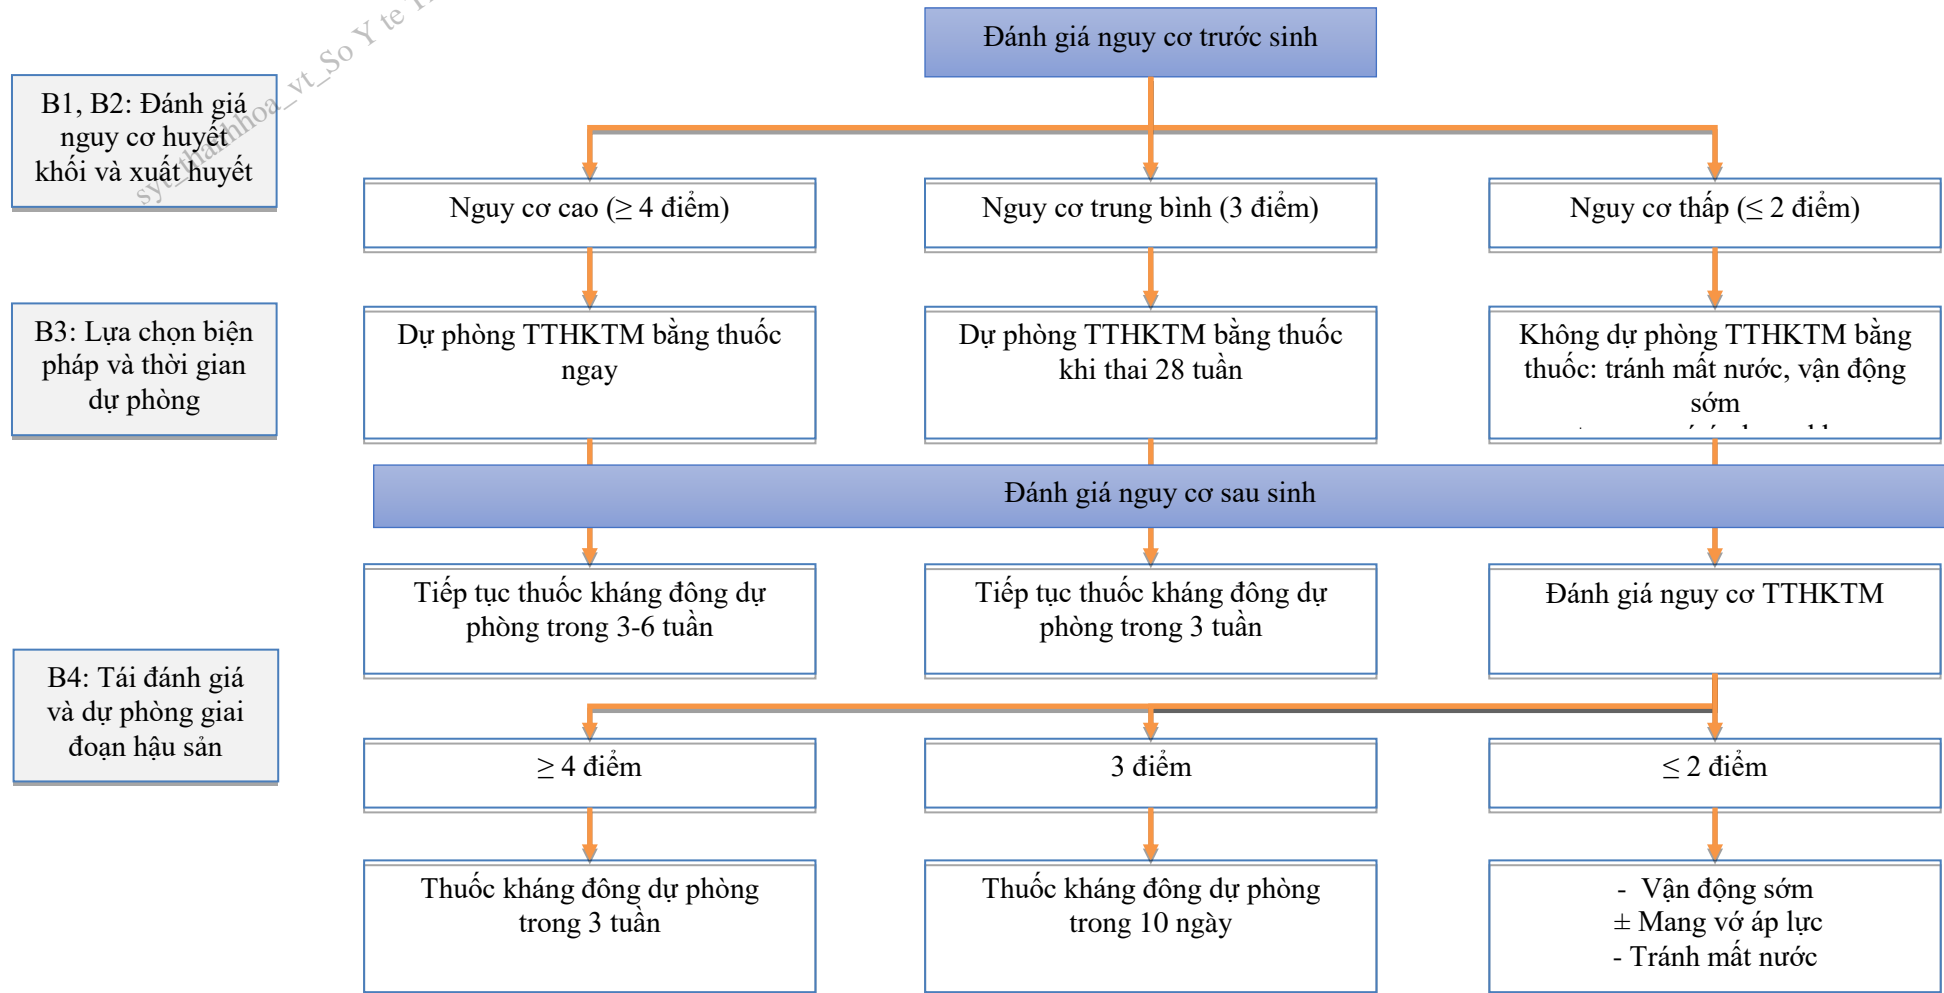 Đánh giá nguy cơ trước sinh
syt_thanhhoa_vt_So Y te
B1, B2: Đánh giá
nguy cơ huyết
khối và xuất huyết
Nguy cơ cao (≥ 4 điểm)
Nguy cơ trung bình (3 điểm)
Nguy cơ thấp (≤ 2 điểm)
B3: Lựa chọn biện
pháp và thời gian
dự phòng
Dự phòng TTHKTM bằng thuốc
ngay
Dự phòng TTHKTM bằng thuốc
khi thai 28 tuần
Không dự phòng TTHKTM bằng
thuốc: tránh mất nước, vận động
sớm
Đánh giá nguy cơ sau sinh
Tiếp tục thuốc kháng đông dự
phòng trong 3-6 tuần
Tiếp tục thuốc kháng đông dự
phòng trong 3 tuần
Đánh giá nguy cơ TTHKTM
B4: Tái đánh giá
và dự phòng giai
đoạn hậu sản
≥ 4 điểm
3 điểm
≤ 2 điểm
Thuốc kháng đông dự phòng
trong 3 tuần
Thuốc kháng đông dự phòng
trong 10 ngày
- Vận động sớm
± Mang vớ áp lực
- Tránh mất nước